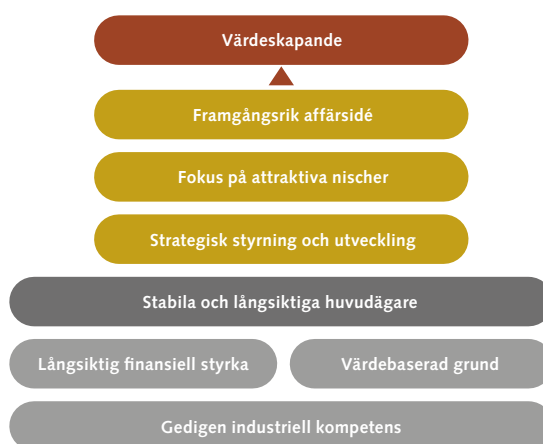 Värdeskapande
Framgångsrik affärsidé
Fokus på attraktiva nischer
Strategisk styrning och utveckling
Stabila och långsiktiga huvudägare
Långsiktig finansiell styrka
Värdebaserad grund
Gedigen industriell kompetens